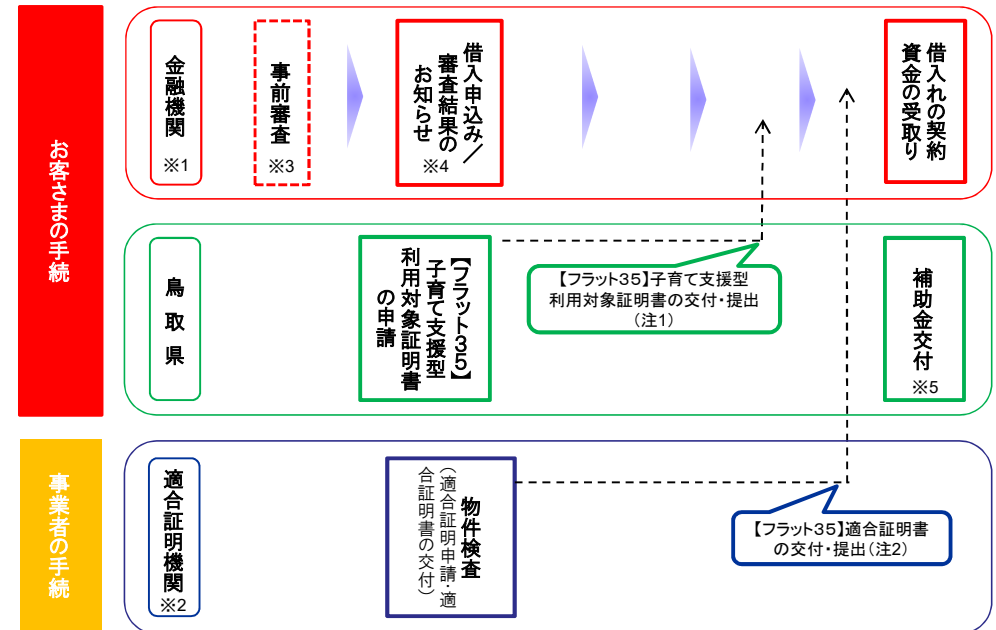 お客さまの手続
金融機関
※1
事前審査
※3
借入申込み／
審査結果の
お知らせ
※4
借入れの契約
資金の受取り
鳥取県
【フラット35】
子育て支援型
利用対象証明書
の申請
【フラット35】子育て支援型
利用対象証明書の交付・提出
（注1）
補助金交付
※5
事業者の手続
適合証明機関
※2
物件検査
（適合証明申請・適
合証明書の交付）
【フラット35】適合証明書
の交付・提出（注2）